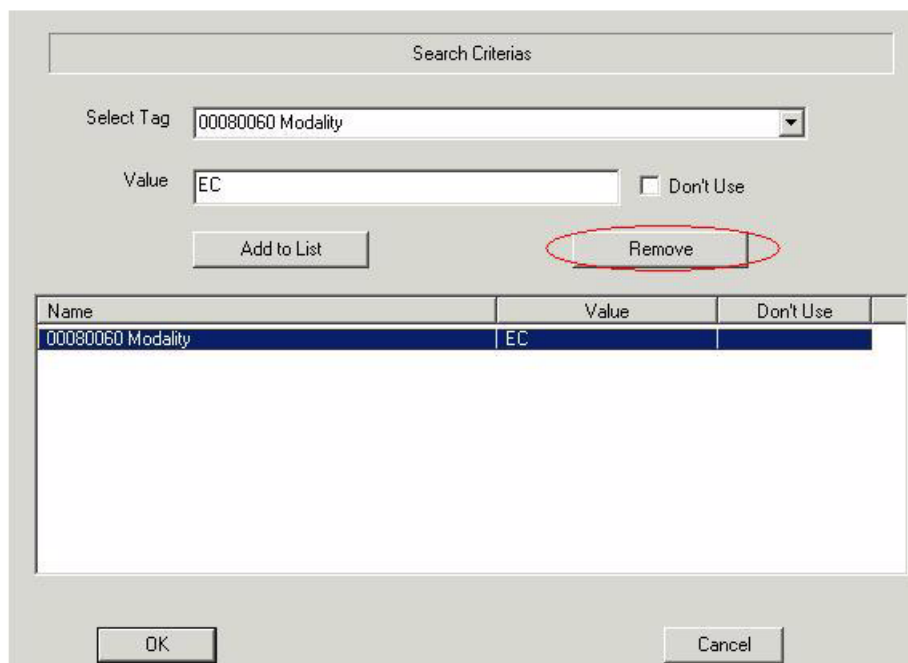 Search Criterias
Select Tag 00080060 Modality
Value EC Don't Use
Add to List Remove
Name Value Don't Use
00080060 Modality EC
OK Cancel